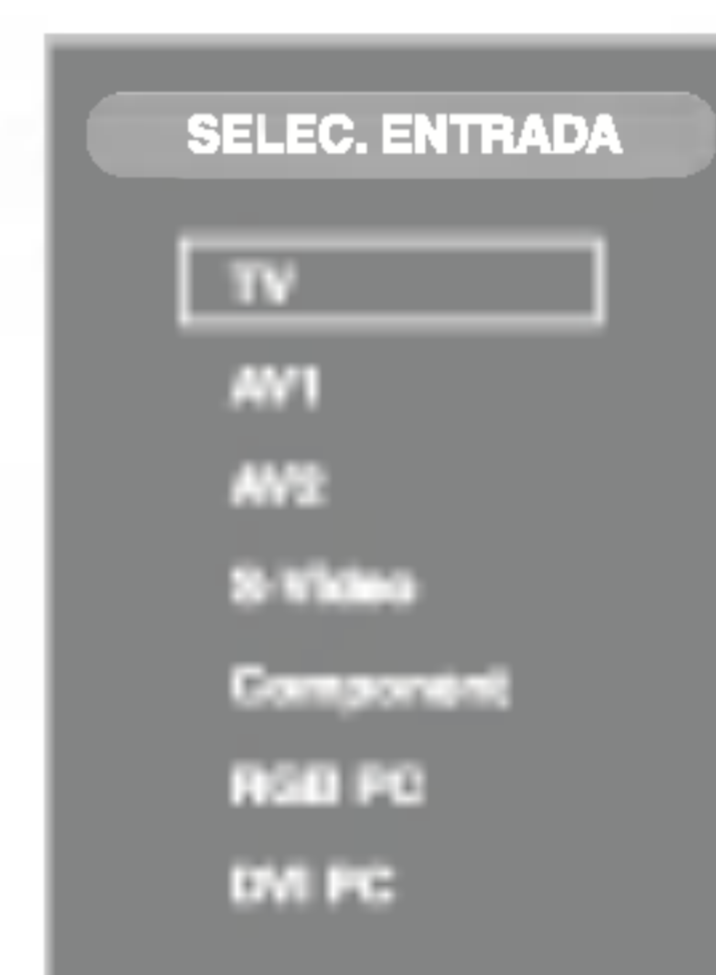 SELEC. ENTRADA
TV
AV1
AV2
S-Video
Component
RGB PC
DVI PC